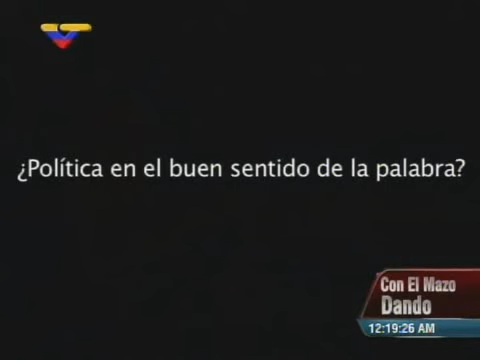 ¿Política en el buen sentido de la palabra?
Con El Mazo
Dando
12:19:26 AM